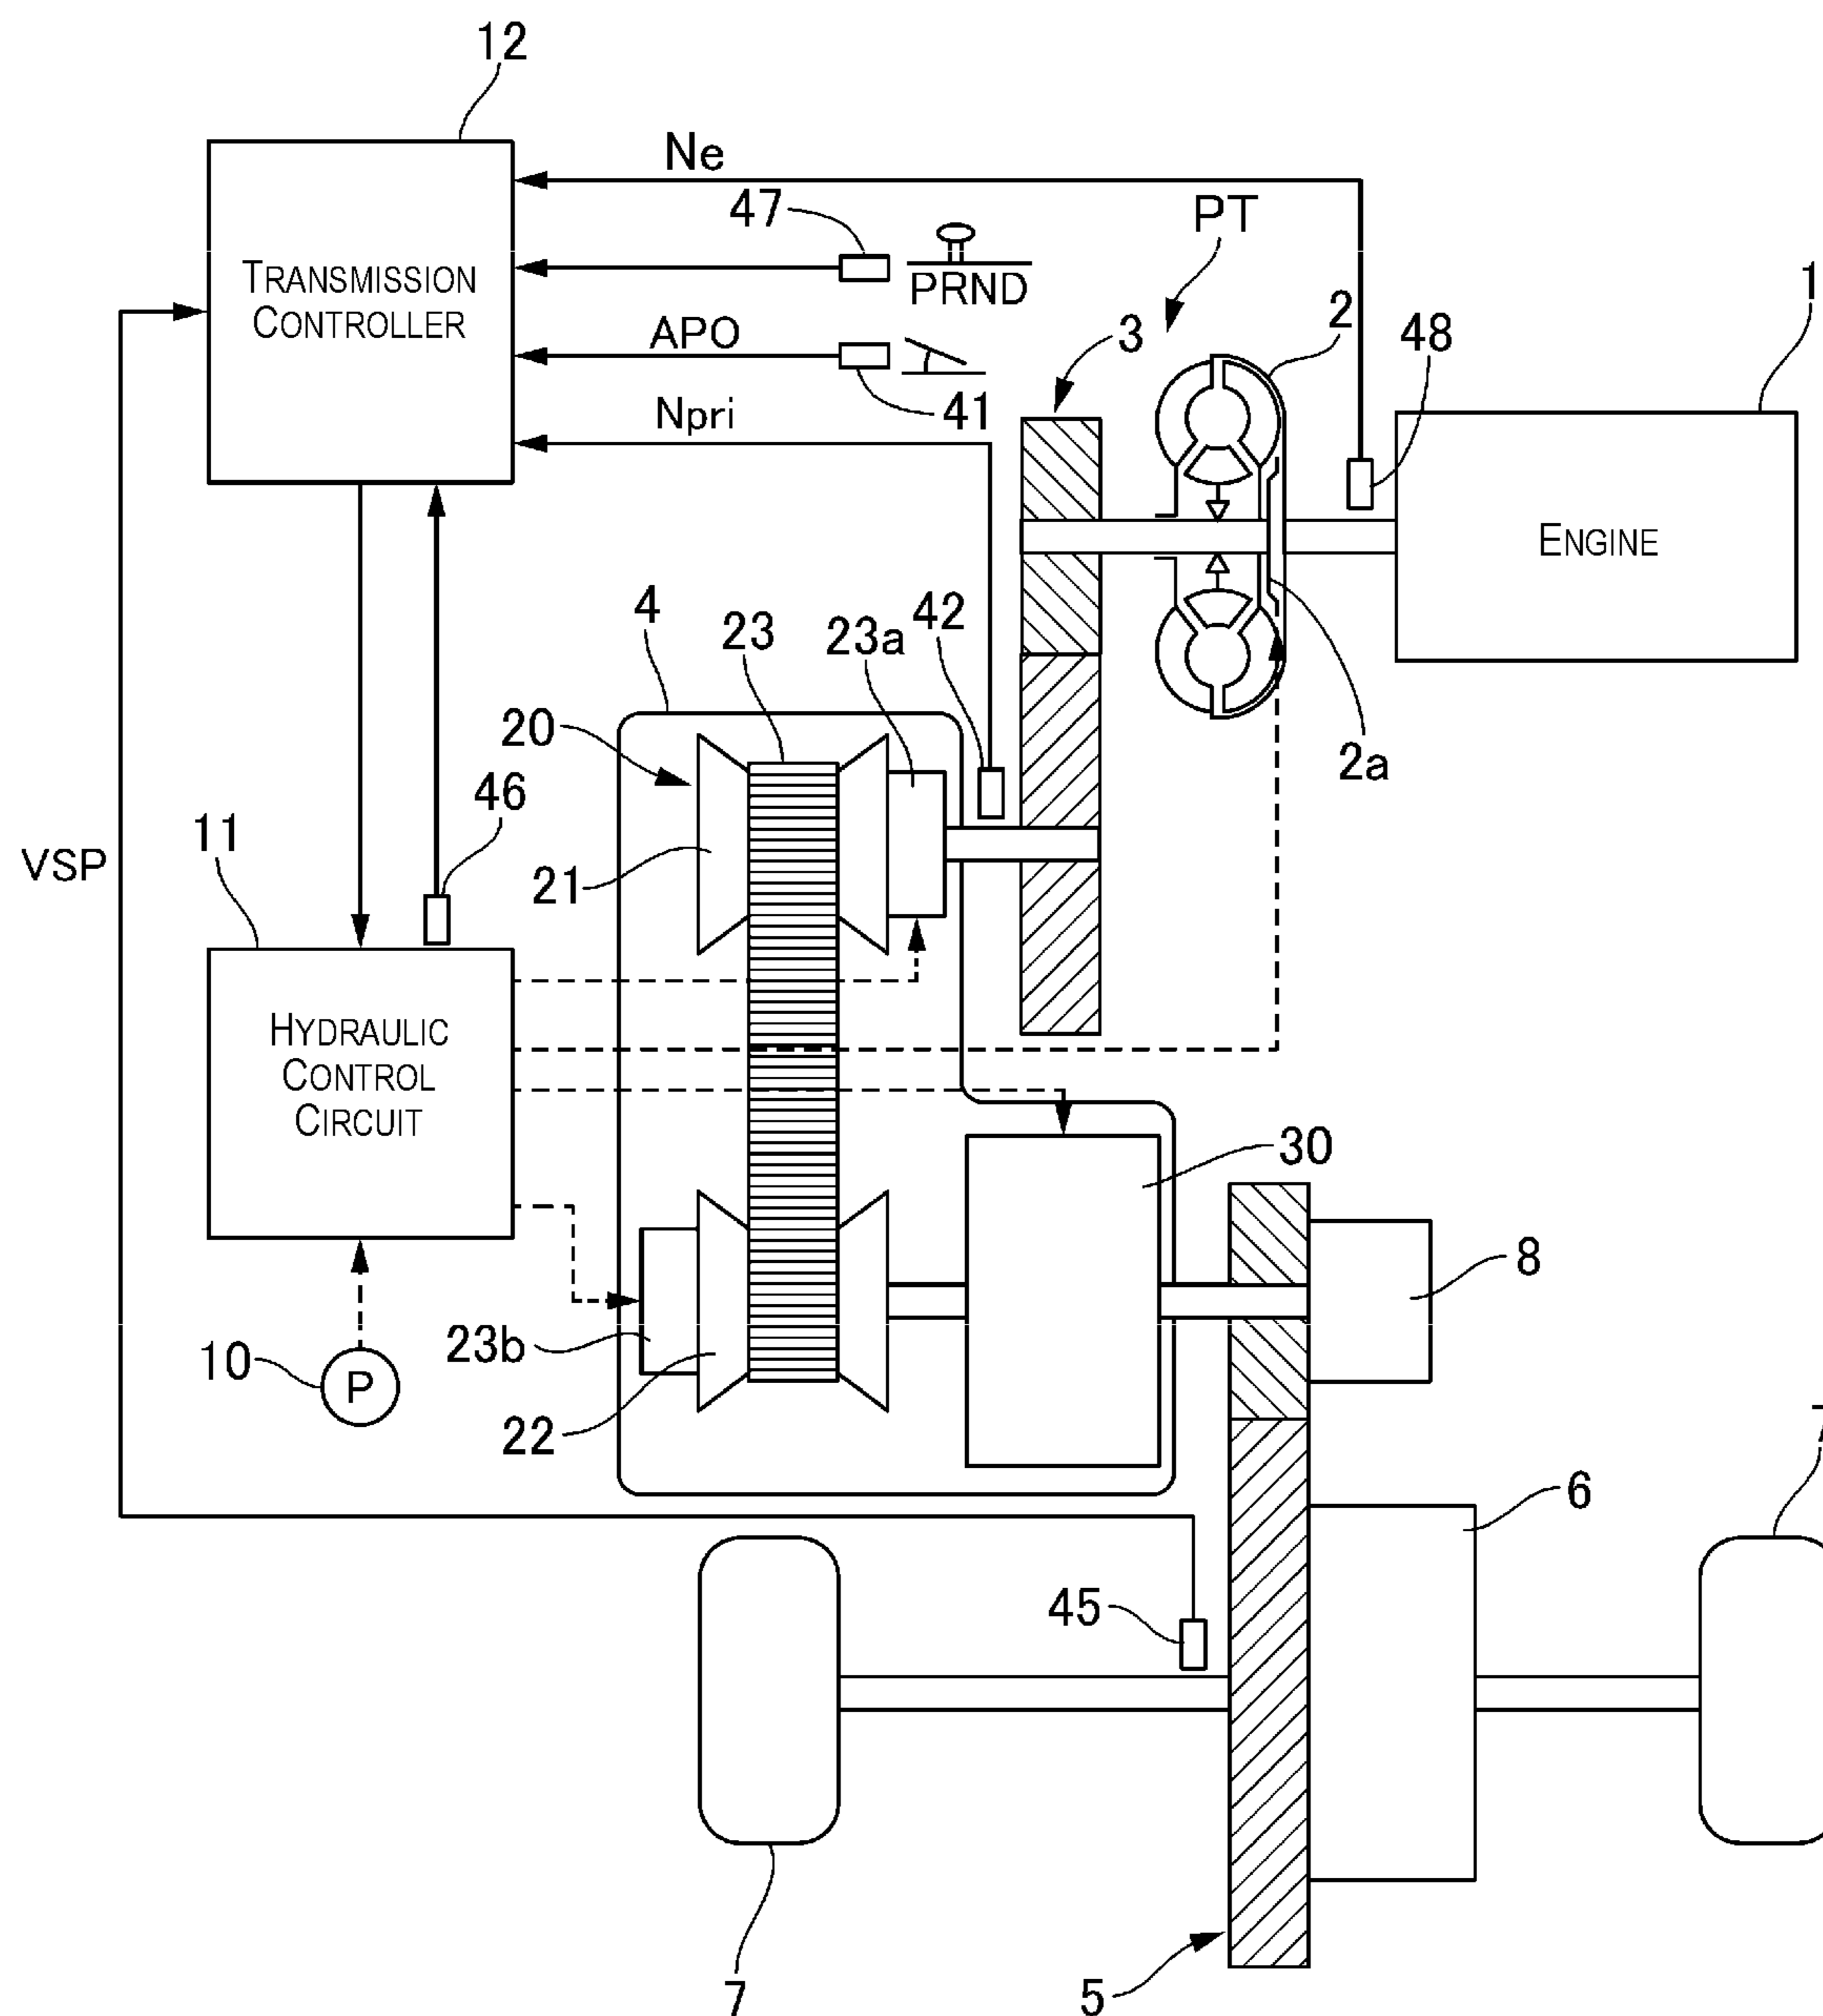 12
Ne
47
PT
PRND
TRANSMISSION
CONTROLLER
1
2
48
3
APO
41
Npri
ENGINE
4
23
23a
42
20
2a
46
11
VSP
21
HYDRAULIC
CONTROL
CIRCUIT
30
8
23b
10
P
22
6
45
7
5